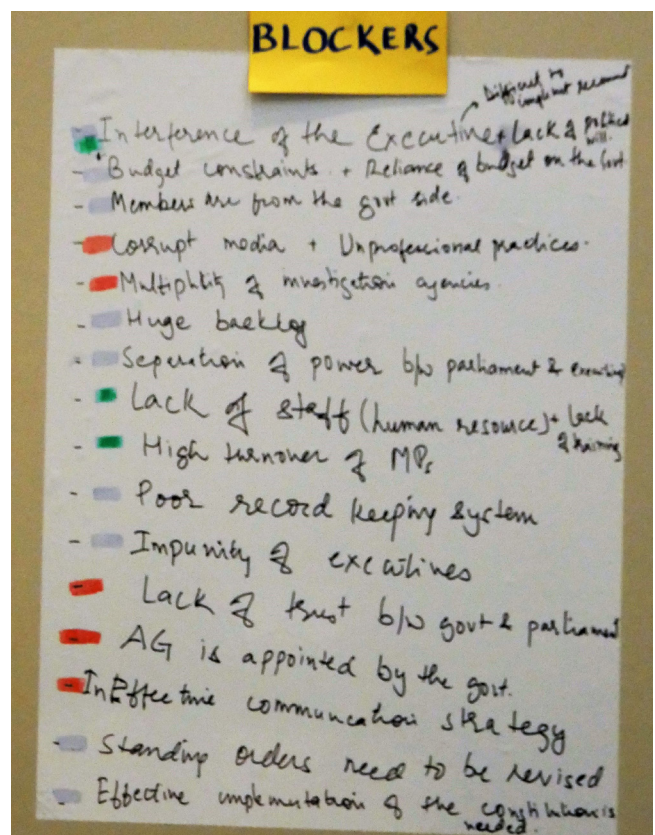 BLOCKERS
Difficult to
implement recommend
Interference of the Executive + Lack of political
will.
- Budget constraints + Reliance of budget on the Govt.
- Members are from the govt side.
- Corrupt media + Unprofessional practices.
- Multiplity of investigation agencies.
- Huge backlog
- Seperation of power b/w parliament & executive
- Lack of staff (human resource) + lack
of training
- High turnover of MPs
- Poor record keeping system
- Impunity of executives
- Lack of trust b/w govt & parliament
- AG is appointed by the govt.
- InEffective communcation strategy
- Standing orders need to be revised
- Effective implementation of the constitution is
needed.